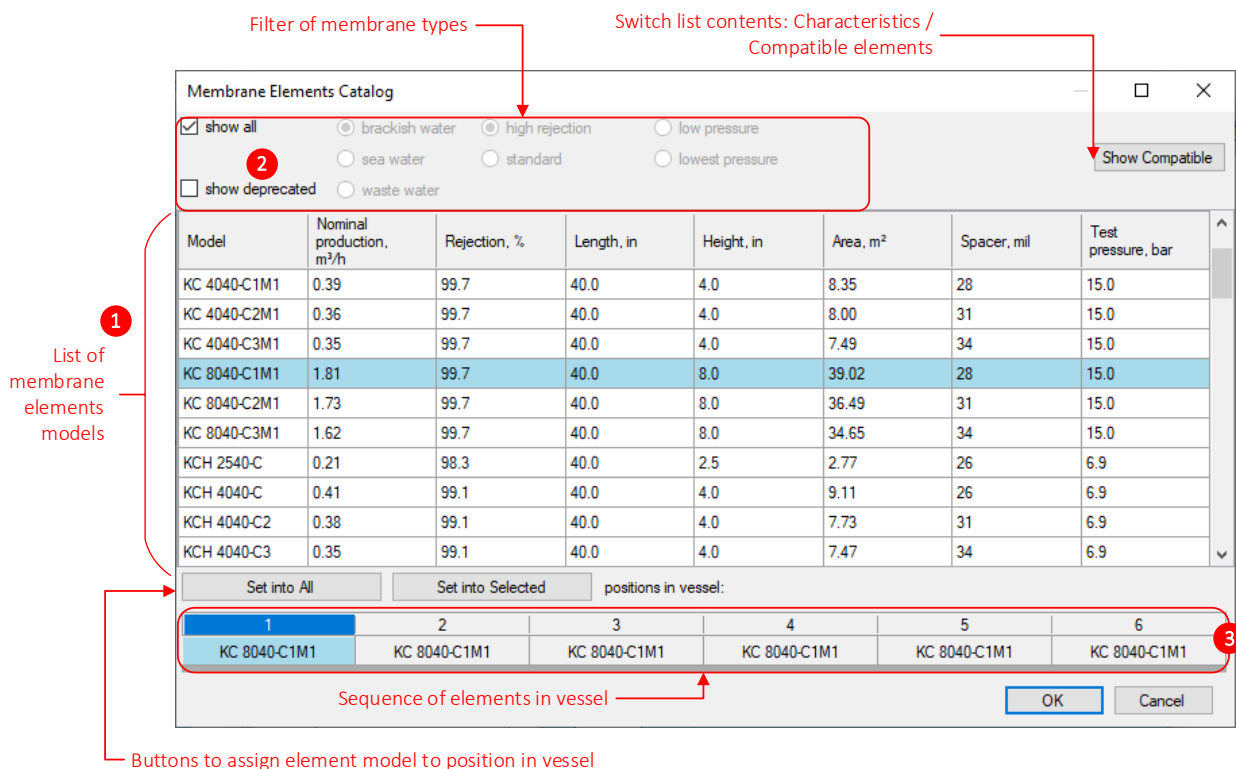 Filter of membrane types
Switch list contents: Characteristics /
Compatible elements
Membrane Elements Catalog
show all
brackish water
high rejection
low pressure
2
sea water
standard
lowest pressure
Show Compatible
show deprecated
waste water
Model
Nominal
production,
m³/h
Rejection, %
Length, in
Height, in
Area, m²
Spacer, mil
Test
pressure, bar
KC 4040-C1M1 0.39 99.7 40.0 4.0 8.35 28 15.0
KC 4040-C2M1 0.36 99.7 40.0 4.0 8.00 31 15.0
KC 4040-C3M1 0.35 99.7 40.0 4.0 7.49 34 15.0
KC 8040-C1M1 1.81 99.7 40.0 8.0 39.02 28 15.0
KC 8040-C2M1 1.73 99.7 40.0 8.0 36.49 31 15.0
KC 8040-C3M1 1.62 99.7 40.0 8.0 34.65 34 15.0
KCH 2540-C 0.21 98.3 40.0 2.5 2.77 26 6.9
KCH 4040-C 0.41 99.1 40.0 4.0 9.11 26 6.9
KCH 4040-C2 0.38 99.1 40.0 4.0 7.73 31 6.9
KCH 4040-C3 0.35 99.1 40.0 4.0 7.47 34 6.9
1
List of
membrane
elements
models
Set into All
Set into Selected
positions in vessel:
1 2 3 4 5 6
KC 8040-C1M1 KC 8040-C1M1 KC 8040-C1M1 KC 8040-C1M1 KC 8040-C1M1 KC 8040-C1M1
3
Sequence of elements in vessel
OK
Cancel
Buttons to assign element model to position in vessel